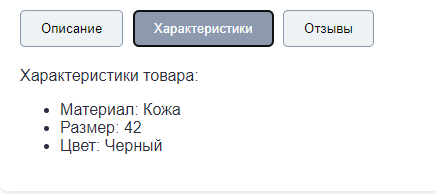 Описание Характеристики Отзывы
Характеристики товара:
Материал: Кожа
Размер: 42
Цвет: Черный